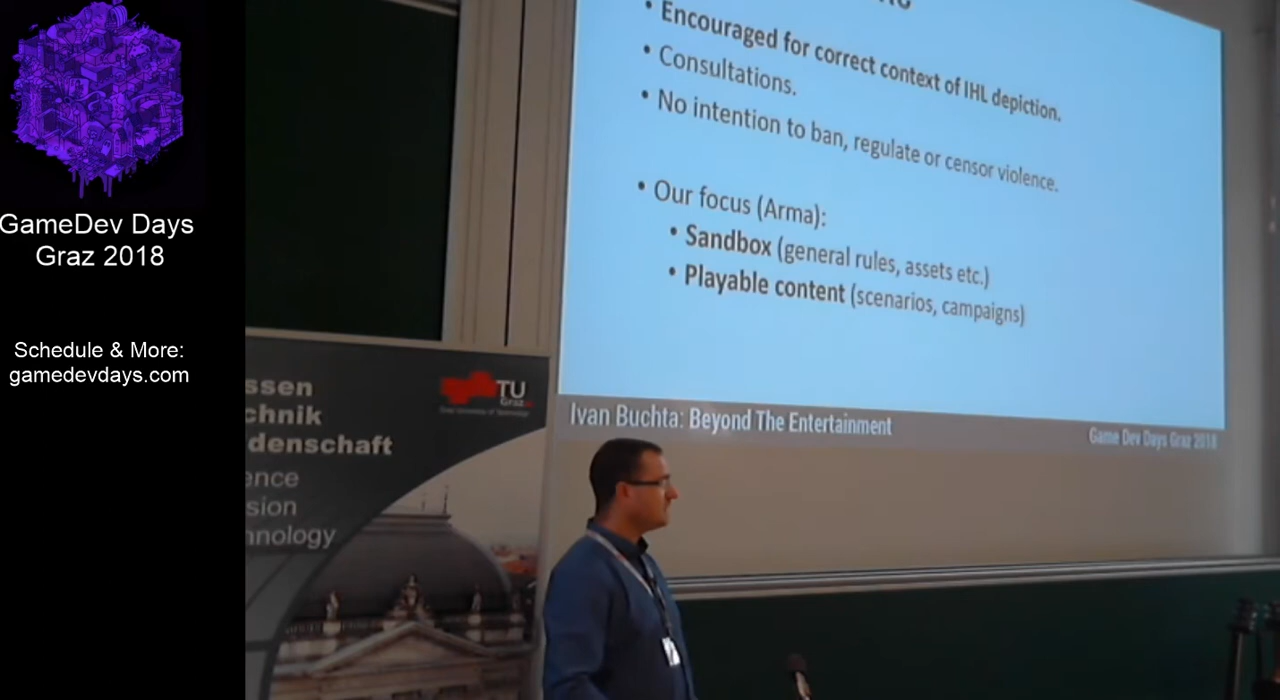 GameDev Days
Graz 2018
Schedule & More:
gamedevdays.com
• Encouraged for correct context of IHL depiction.
• Consultations.
• No intention to ban, regulate or censor violence.
• Our focus (Arma):
• Sandbox (general rules, assets etc.)
• Playable content (scenarios, campaigns)
Ivan Buchta: Beyond The Entertainment
Game Dev Days Graz 2018
TU
Graz
ssen
chnik
denschaft
ence
sion
hnology